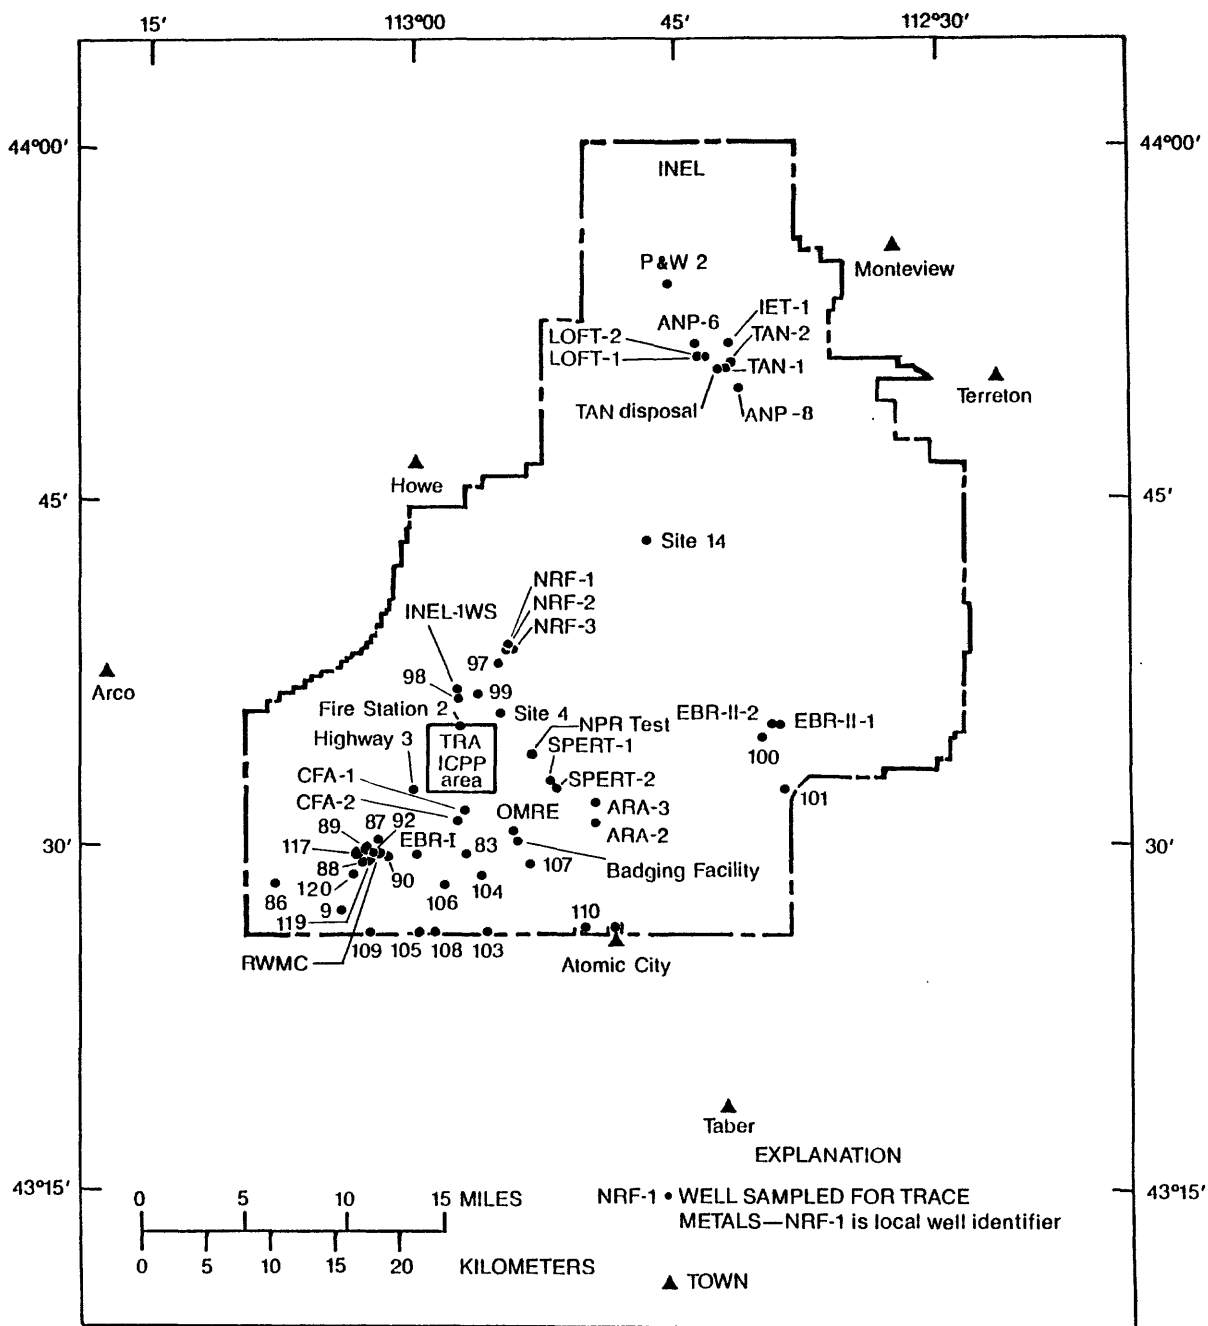 15′ 113°00′ 45′ 112°30′
44°00′ 44°00′
INEL
Monteview
P&W 2
IET-1
ANP-6
TAN-2
LOFT-2
LOFT-1
TAN-1
Terreton
TAN disposal
ANP-8
Howe
45′ 45′
Site 14
NRF-1
INEL-1WS
NRF-2
NRF-3
97
98
99
Arco
Fire Station 2
Site 4
EBR-II-2
EBR-II-1
NPR Test
Highway 3
TRA
ICPP
area
SPERT-1
100
CFA-1
SPERT-2
101
CFA-2
OMRE
ARA-3
ARA-2
89
87
92
EBR-I
83
30′ 30′
117
107
Badging Facility
88
90
120
104
86
106
9
119
110
109
105
108
103
RWMC
Atomic City
Taber
EXPLANATION
43°15′ 43°15′
0 5 10 15 MILES
NRF-1 • WELL SAMPLED FOR TRACE
METALS—NRF-1 is local well identifier
0 5 10 15 20 KILOMETERS
▲ TOWN